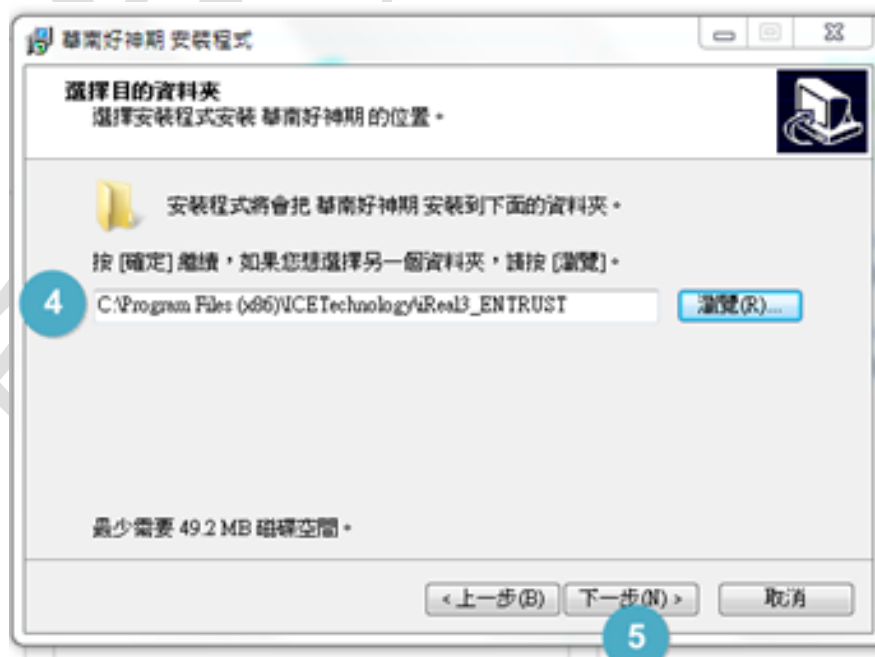 華南好神期 安裝程式
選擇目的資料夾
選擇安裝程式安裝 華南好神期 的位置。
安裝程式將會把 華南好神期 安裝到下面的資料夾。
按 [確定] 繼續，如果您想選擇另一個資料夾，請按 [瀏覽]。
4
C:\Program Files (x86)\ICETechnology\iReal3_ENTRUST
瀏覽(R)...
最少需要 49.2 MB 磁碟空間。
<上一步(B)
下一步(N) >
取消
5